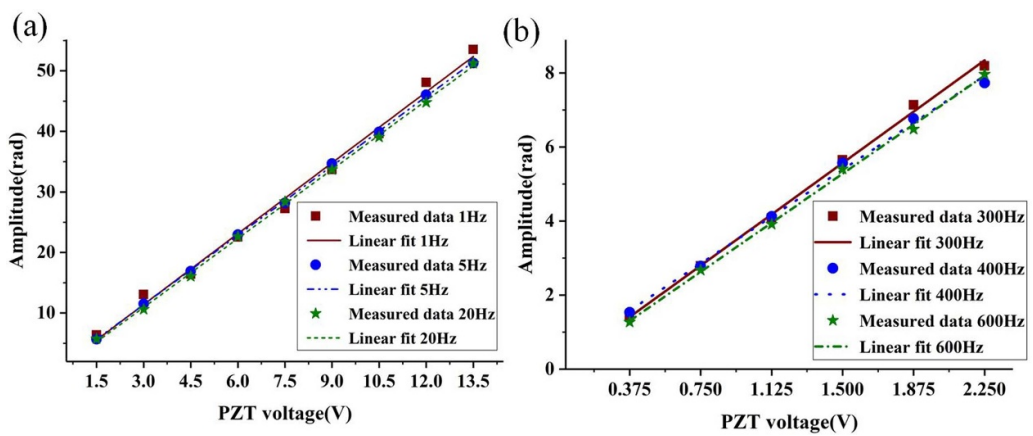 (a)
50
40
30
20
10
Amplitude(rad)
Measured data 1Hz
Linear fit 1Hz
Measured data 5Hz
Linear fit 5Hz
Measured data 20Hz
Linear fit 20Hz
1.5 3.0 4.5 6.0 7.5 9.0 10.5 12.0 13.5
PZT voltage(V)
(b)
8
6
4
2
0
Amplitude(rad)
Measured data 300Hz
Linear fit 300Hz
Measured data 400Hz
Linear fit 400Hz
Measured data 600Hz
Linear fit 600Hz
0.375 0.750 1.125 1.500 1.875 2.250
PZT voltage(V)